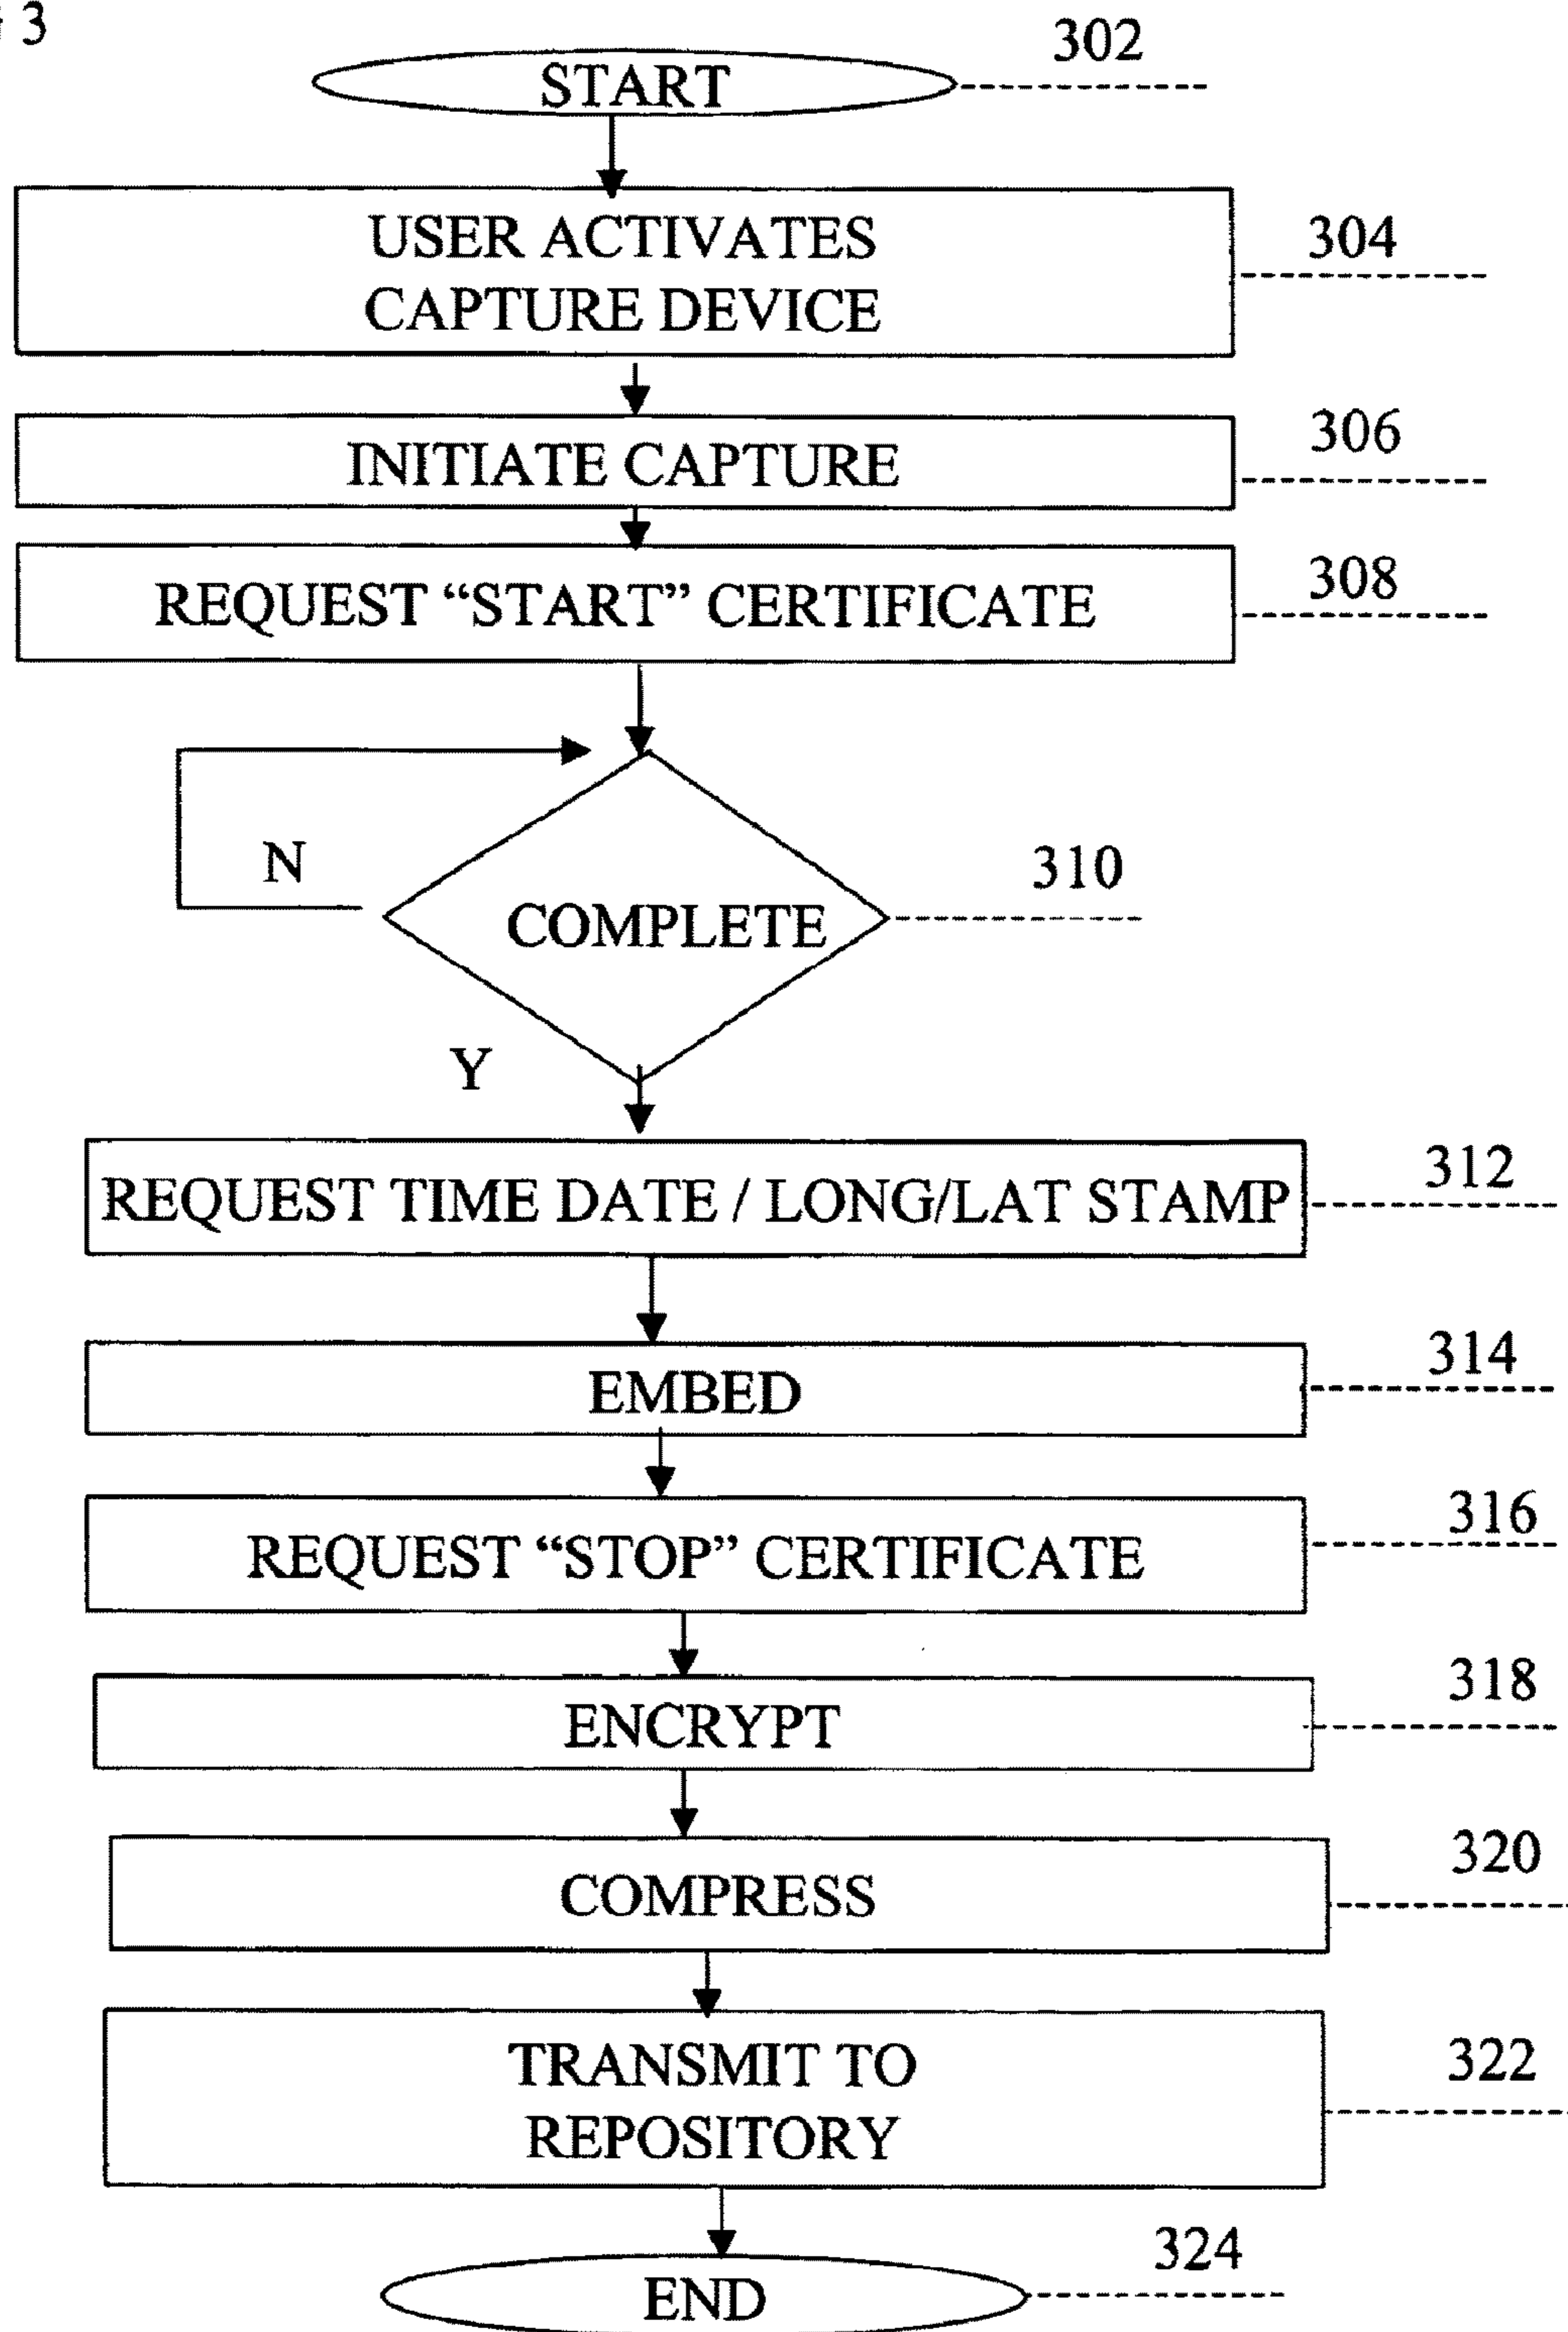 3
302
START
304
USER ACTIVATES
CAPTURE DEVICE
306
INITIATE CAPTURE
308
REQUEST “START” CERTIFICATE
N
310
COMPLETE
Y
312
REQUEST TIME DATE / LONG/LAT STAMP
314
EMBED
316
REQUEST “STOP” CERTIFICATE
318
ENCRYPT
320
COMPRESS
322
TRANSMIT TO
REPOSITORY
324
END